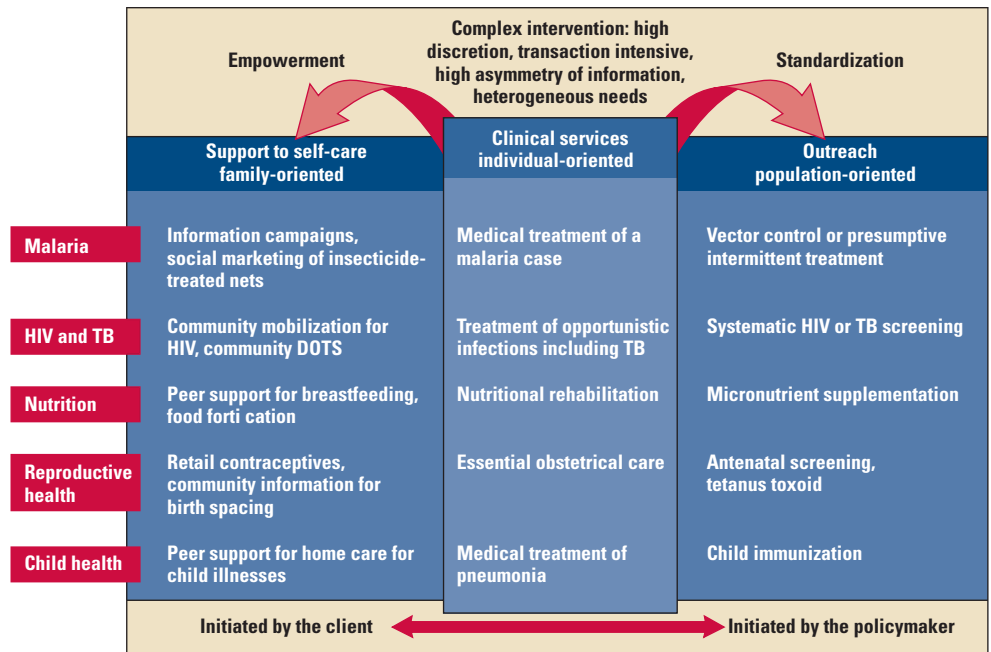 Empowerment
Complex intervention: high
discretion, transaction intensive,
high asymmetry of information,
heterogeneous needs
Standardization
Support to self-care
family-oriented
Clinical services
individual-oriented
Outreach
population-oriented
Malaria
Information campaigns,
social marketing of insecticide-
treated nets
Medical treatment of a
malaria case
Vector control or presumptive
intermittent treatment
HIV and TB
Community mobilization for
HIV, community DOTS
Treatment of opportunistic
infections including TB
Systematic HIV or TB screening
Nutrition
Peer support for breastfeeding,
food forti cation
Nutritional rehabilitation
Micronutrient supplementation
Reproductive
health
Retail contraceptives,
community information for
birth spacing
Essential obstetrical care
Antenatal screening,
tetanus toxoid
Child health
Peer support for home care for
child illnesses
Medical treatment of
pneumonia
Child immunization
Initiated by the client
Initiated by the policymaker